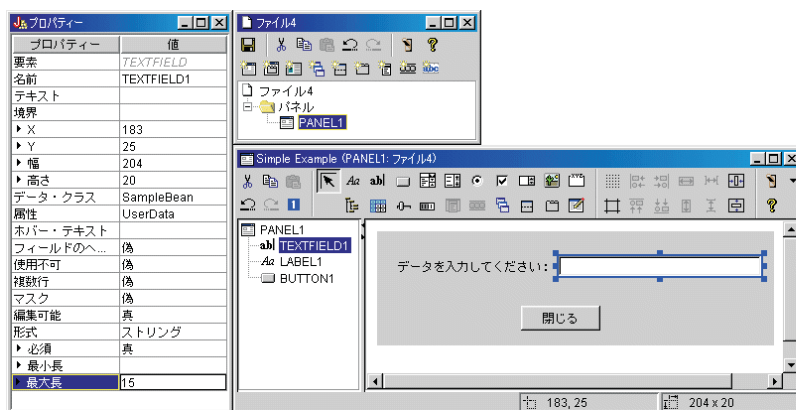 プロパティー
プロパティー 値
要素 TEXTFIELD
名前 TEXTFIELD1
テキスト
境界
X 183
Y 25
幅 204
高さ 20
データ・クラス SampleBean
属性 UserData
ホバー・テキスト
フィールドのヘ... 偽
使用不可 偽
複数行 偽
マスク 偽
編集可能 真
形式 ストリング
必須 真
最小長
最大長 15
ファイル4
ファイル4
パネル
PANEL1
Simple Example (PANEL1: ファイル4)
Aa ab|
PANEL1
ab| TEXTFIELD1
Aa LABEL1
BUTTON1
データを入力してください:
閉じる
183, 25
204 x 20